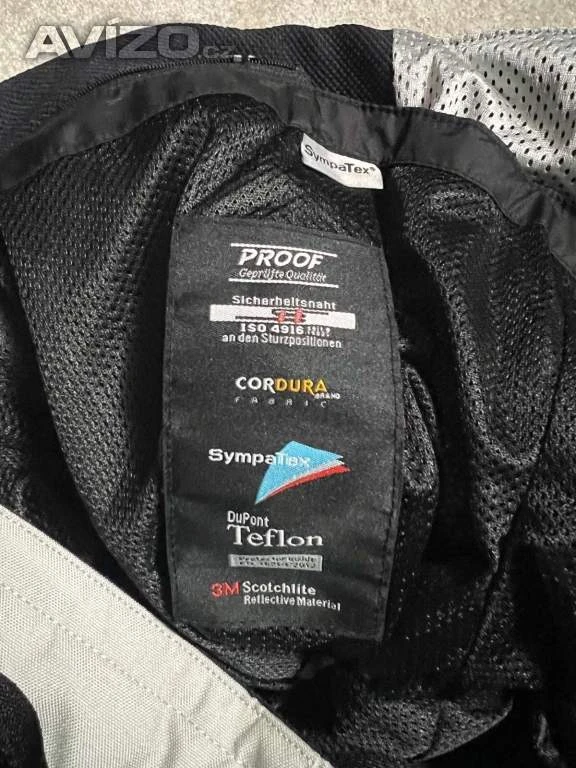 AVÍZO.cz
SympaTex®
PROOF
Geprüfte Qualität
Sicherheitsnaht
ISO 4916
an den Sturzpositionen
CORDURA
BRAND
FABRIC
SympaTex
DuPont
Teflon
3M Scotchlite
Reflective Material